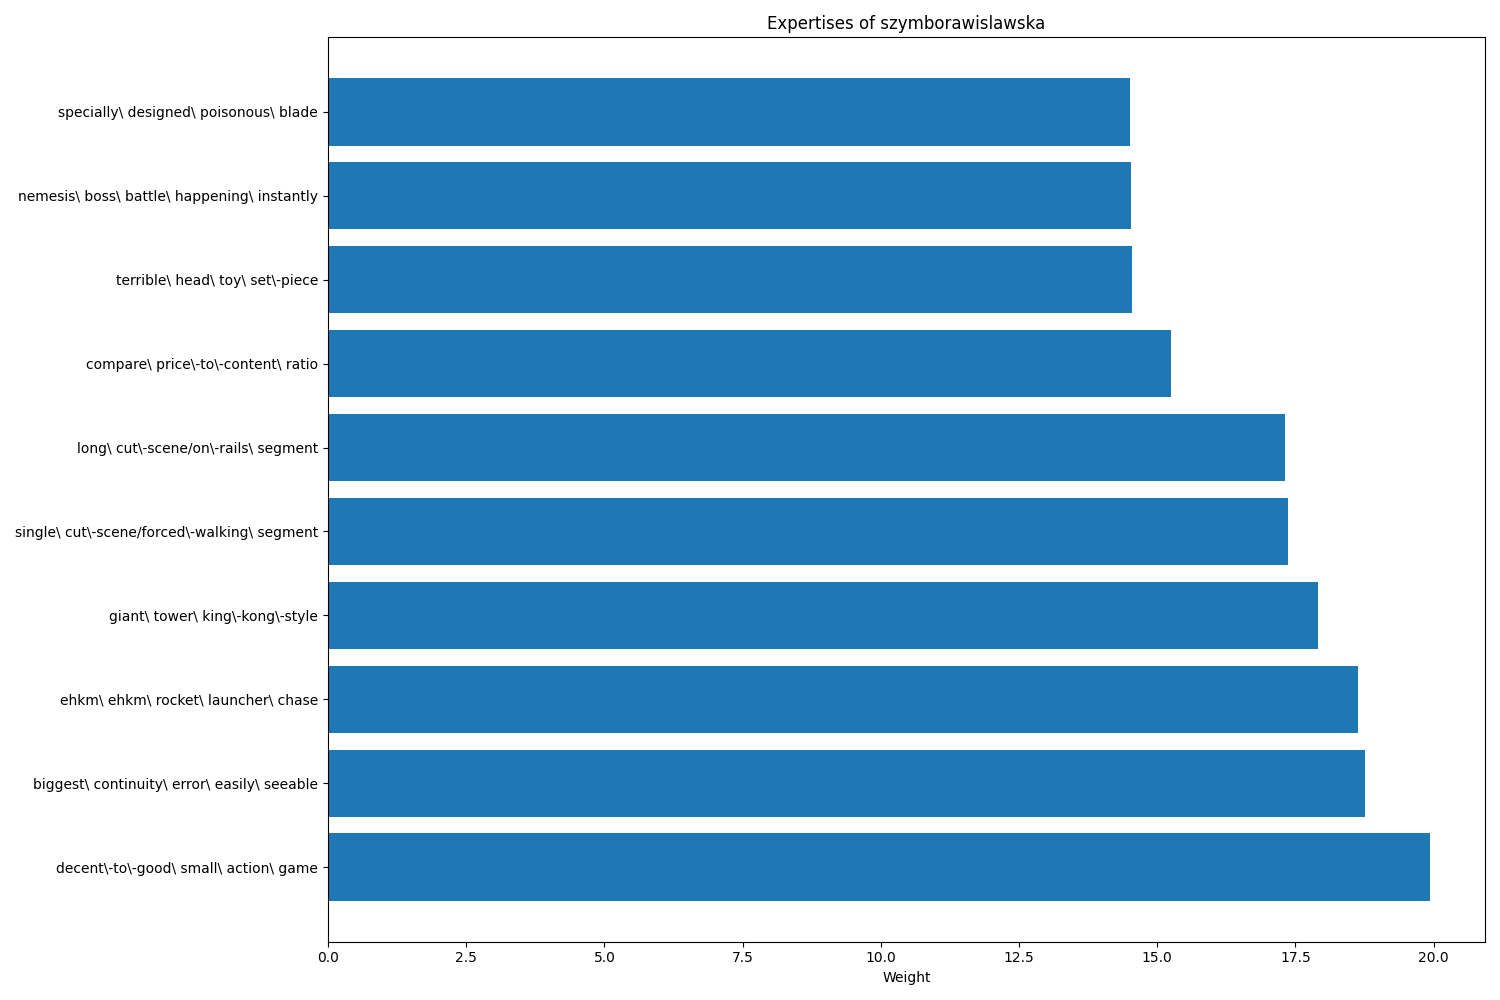 Expertises of szymborawislawska
specially\ designed\ poisonous\ blade
nemesis\ boss\ battle\ happening\ instantly
terrible\ head\ toy\ set\-piece
compare\ price\-to\-content\ ratio
long\ cut\-scene/on\-rails\ segment
single\ cut\-scene/forced\-walking\ segment
giant\ tower\ king\-kong\-style
ehkm\ ehkm\ rocket\ launcher\ chase
biggest\ continuity\ error\ easily\ seeable
decent\-to\-good\ small\ action\ game
0.0 2.5 5.0 7.5 10.0 12.5 15.0 17.5 20.0
Weight